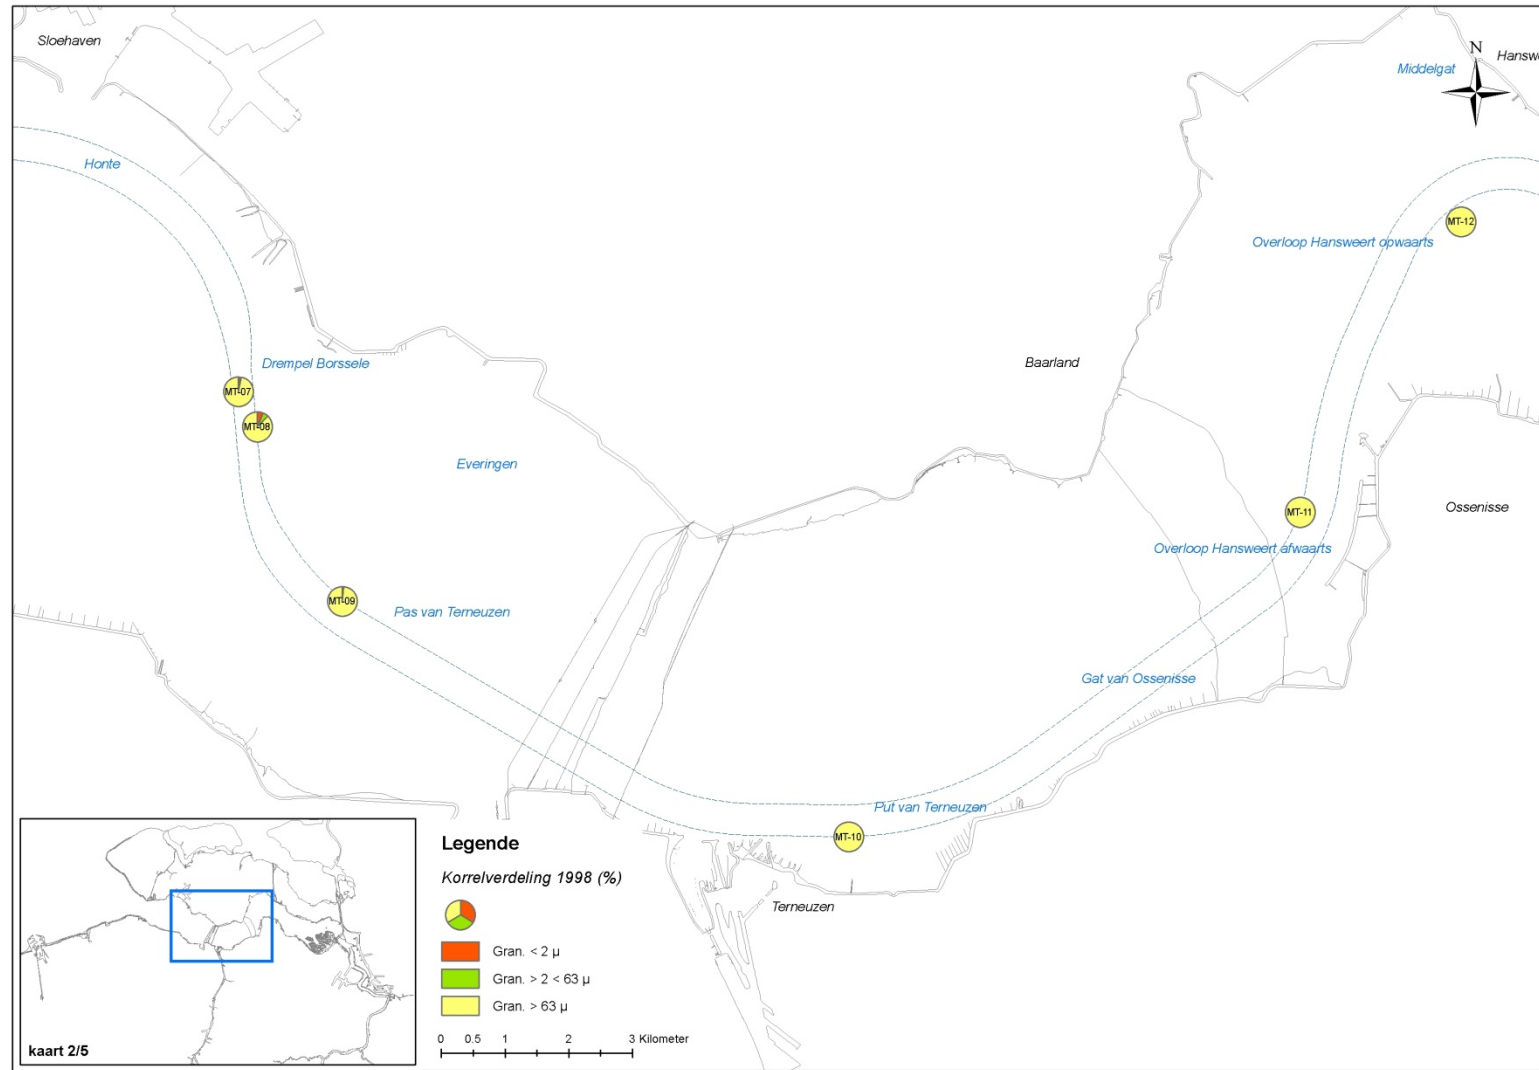 Sloehaven
Middelgat
N
Hansw
Honte
MT-12
Overloop Hansweert opwaarts
Drempel Borssele
Baarland
MT-07
MT-08
Everingen
Ossenisse
MT-11
Overloop Hansweert afwaarts
MT-09
Pas van Terneuzen
Gat van Ossenisse
Put van Terneuzen
MT-10
Terneuzen
Legende
Korrelverdeling 1998 (%)
Gran. < 2 µ
Gran. > 2 < 63 µ
Gran. > 63 µ
0 0.5 1 2 3 Kilometer
kaart 2/5